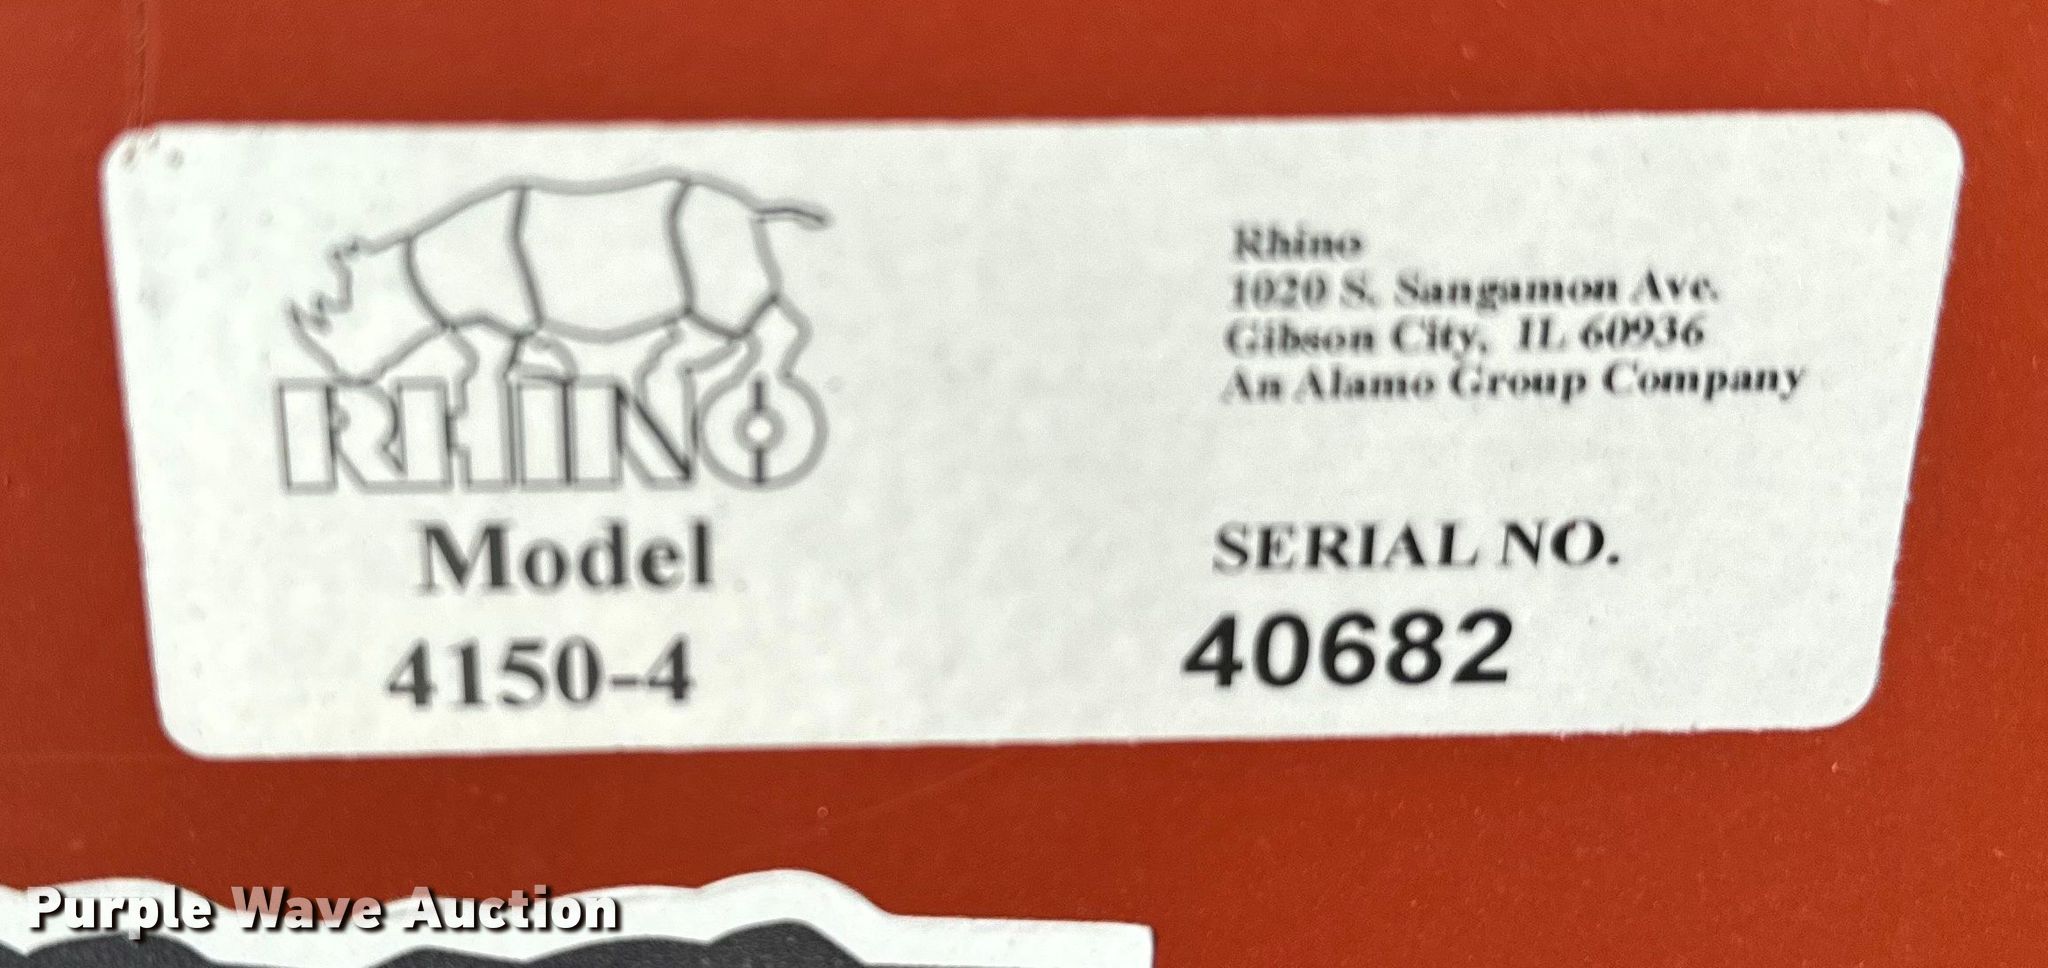 RHINO
Model
4150-4
Rhino
1020 S. Sangamon Ave.
Gibson City, IL 60936
An Alamo Group Company
SERIAL NO.
40682
Purple Wave Auction